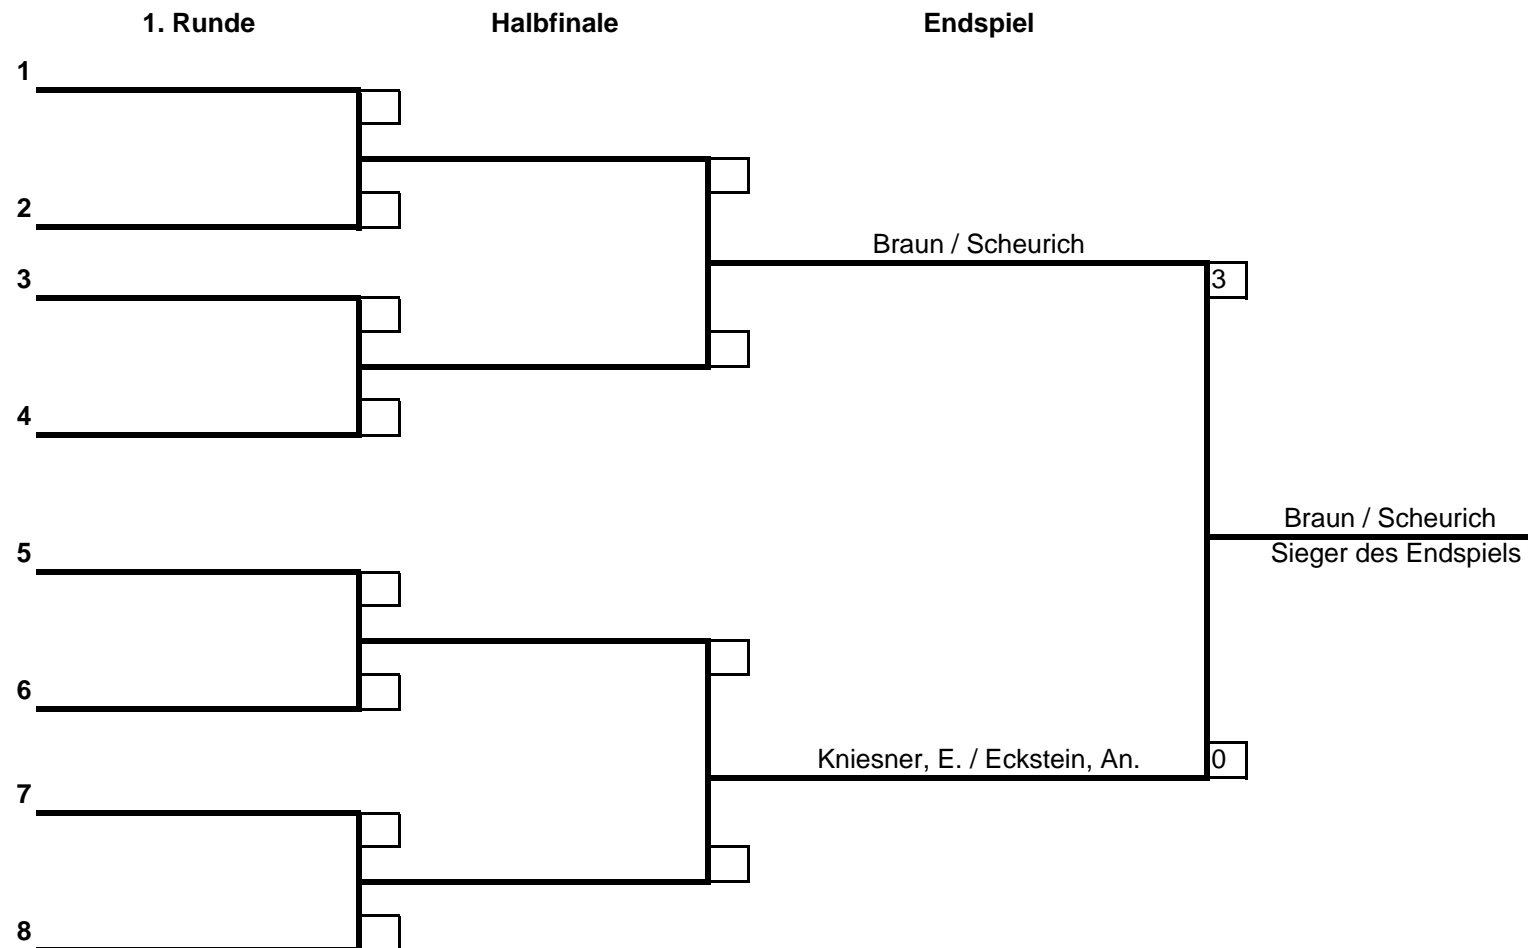 1. Runde Halbfinale Endspiel
1
2
Braun / Scheurich
3
3
4
Braun / Scheurich
Sieger des Endspiels
5
6
Kniesner, E. / Eckstein, An.
0
7
8